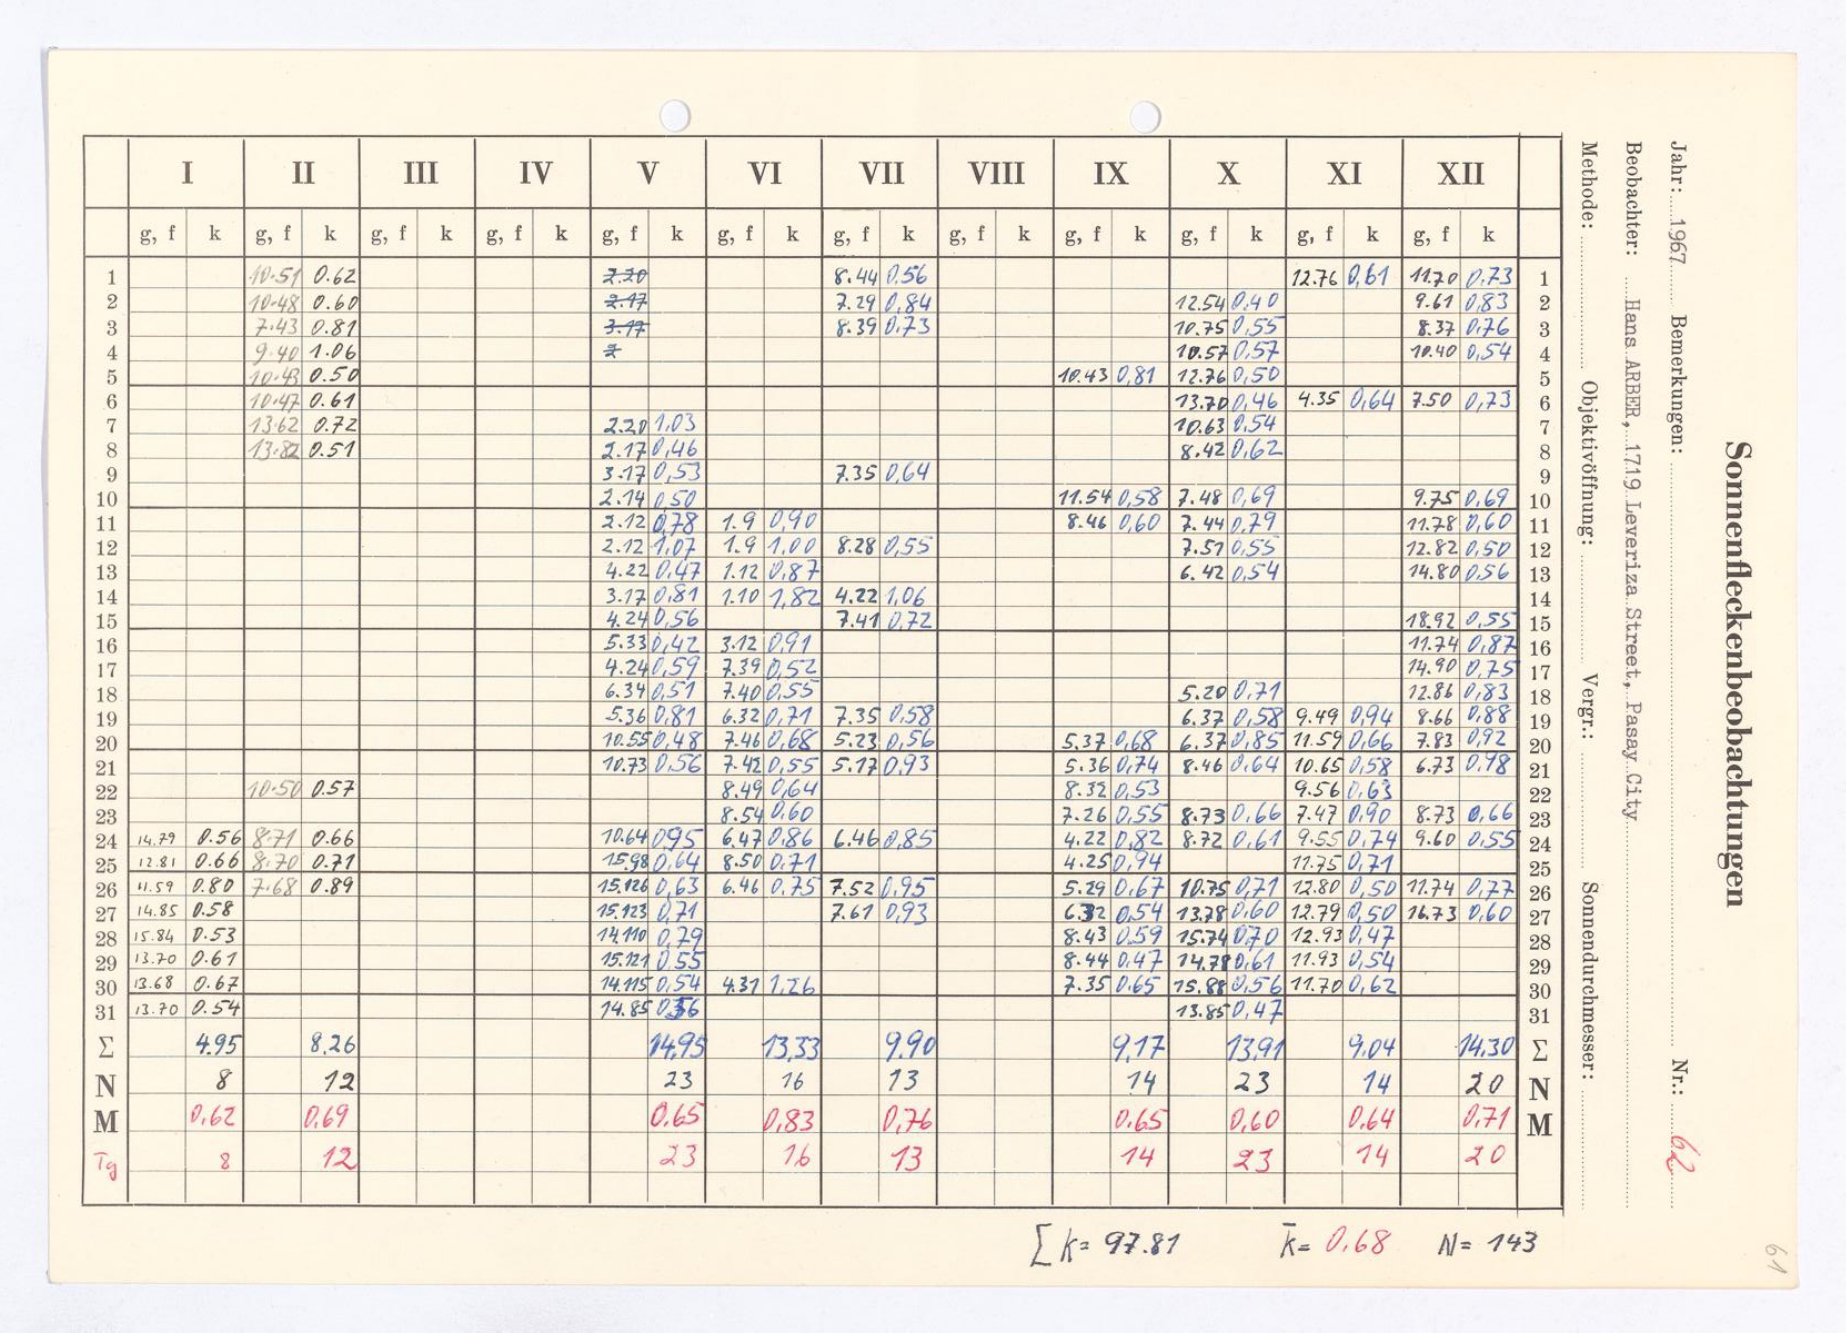 I II III IV V VI VII VIII IX X XI XII
g, f k g, f k g, f k g, f k g, f k g, f k g, f k g, f k g, f k g, f k g, f k g, f k
1 10.51 0.62 2.20 8.44 0,56 12.76 0,61 11.70 0,73 1
2 10.48 0.60 2.17 7.29 0,84 12.54 0,40 9.61 0,83 2
3 7.43 0.81 3.17 8.39 0,73 10.75 0,55 8.37 0,76 3
4 9.40 1.06 2 10.57 0,57 10.40 0,54 4
5 10.43 0.50 10.43 0,81 12.76 0,50 5
6 10.47 0.61 13.70 0,46 4.35 0,64 7.50 0,73 6
7 13.62 0.72 2.20 1,03 10.63 0,54 7
8 13.82 0.51 2.17 0,46 8.42 0,62 8
9 3.17 0,53 7.35 0,64 9
10 2.14 0,50 11.54 0,58 7.48 0,69 9.75 0,69 10
11 2.12 0,78 1.9 0,90 8.46 0,60 7.44 0,79 11.78 0,60 11
12 2.12 1,07 1.9 1,00 8.28 0,55 7.51 0,55 12.82 0,50 12
13 4.22 0,47 1.12 0,87 6.42 0,54 14.80 0,56 13
14 3.17 0,81 1.10 1,82 4.22 1,06 14
15 4.24 0,56 7.41 0,72 18.92 0,55 15
16 5.33 0,42 3.12 0,91 11.74 0,87 16
17 4.24 0,59 7.39 0,52 14.90 0,75 17
18 6.34 0,51 7.40 0,55 5.20 0,71 12.86 0,83 18
19 5.36 0,81 6.32 0,71 7.35 0,58 6.37 0,58 9.49 0,94 8.66 0,88 19
20 10.55 0,48 7.46 0,68 5.23 0,56 5.37 0,68 6.37 0,85 11.59 0,66 7.83 0,92 20
21 10.73 0,56 7.42 0,55 5.17 0,93 5.36 0,74 8.46 0,64 10.65 0,58 6.73 0,98 21
22 10.50 0.57 8.49 0,64 8.32 0,53 9.56 0,63 22
23 8.54 0,60 7.26 0,55 8.73 0,66 7.47 0,90 8.73 0,66 23
24 14.79 0.56 8.71 0.66 10.64 0,95 6.47 0,86 6.46 0,85 4.22 0,82 8.72 0,61 9.55 0,74 9.60 0,55 24
25 12.81 0.66 8.70 0.71 15.98 0,64 8.50 0,71 4.25 0,94 11.75 0,71 25
26 11.59 0.80 7.68 0.89 15.126 0,63 6.46 0,75 7.52 0,95 5.29 0,67 10.75 0,71 12.80 0,50 11.74 0,77 26
27 14.85 0.58 15.123 0,71 7.61 0,93 6.32 0,54 13.78 0,60 12.79 0,50 16.73 0,60 27
28 15.84 0.53 14.110 0,79 8.43 0,59 15.74 0,70 12.93 0,47 28
29 13.70 0.61 15.121 0,55 8.44 0,47 14.78 0,61 11.93 0,54 29
30 13.68 0.67 14.115 0,54 4.31 1,26 7.35 0,65 15.88 0,56 11.70 0,62 30
31 13.70 0.54 14.85 0,56 13.85 0,47 31
Σ 4.95 8.26 14,95 13,33 9.90 9,17 13,91 9,04 14,30 Σ
N 8 12 23 16 13 14 23 14 20 N
M 0,62 0,69 0.65 0,83 0,76 0.65 0,60 0,64 0,71 M
Tg 8 12 23 16 13 14 23 14 20
Σ k = 97.81 k̄ = 0,68 N = 143
Sonnenfleckenbeobachtungen
Jahr: 1967 Bemerkungen: Nr.: 62
Beobachter: Hans ARBER, 1719 Leveriza Street, Pasay City
Methode: Objektivöffnung: Vergr.: Sonnendurchmesser:
61